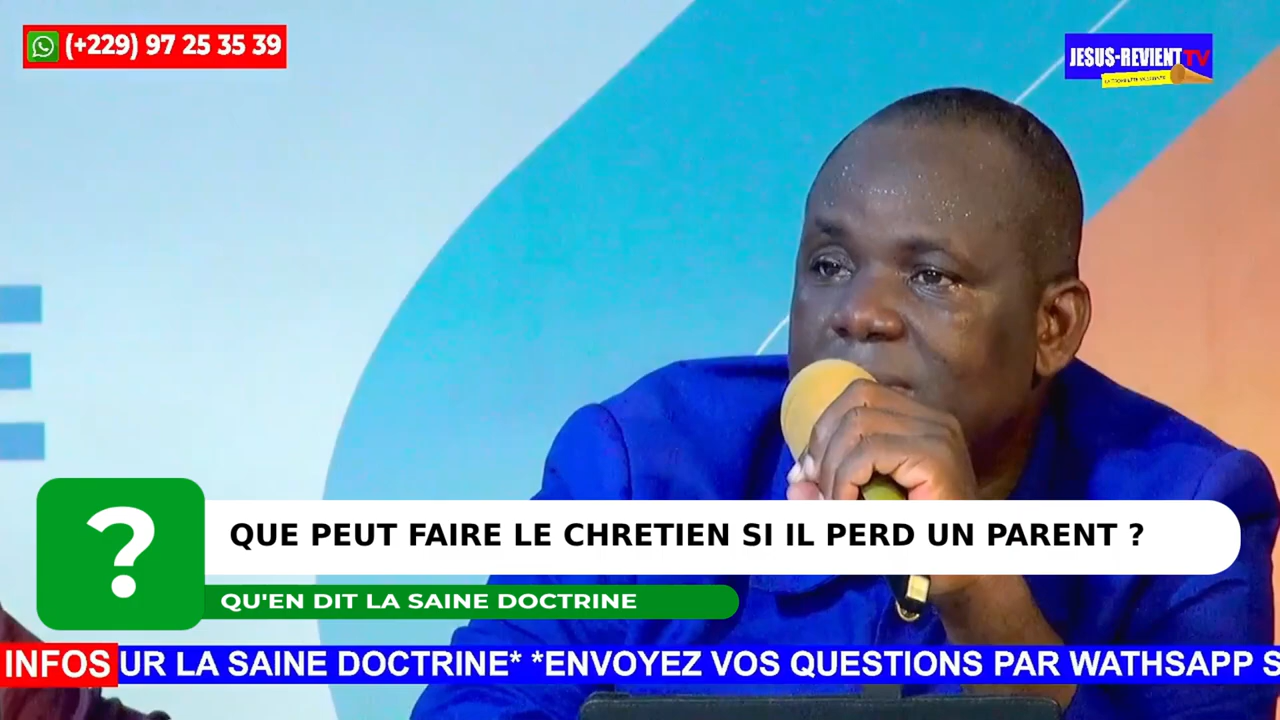 (+229) 97 25 35 39
JESUS-REVIENT TV
QUE PEUT FAIRE LE CHRETIEN SI IL PERD UN PARENT ?
?
QU'EN DIT LA SAINE DOCTRINE
INFOS UR LA SAINE DOCTRINE* *ENVOYEZ VOS QUESTIONS PAR WATHSAPP S